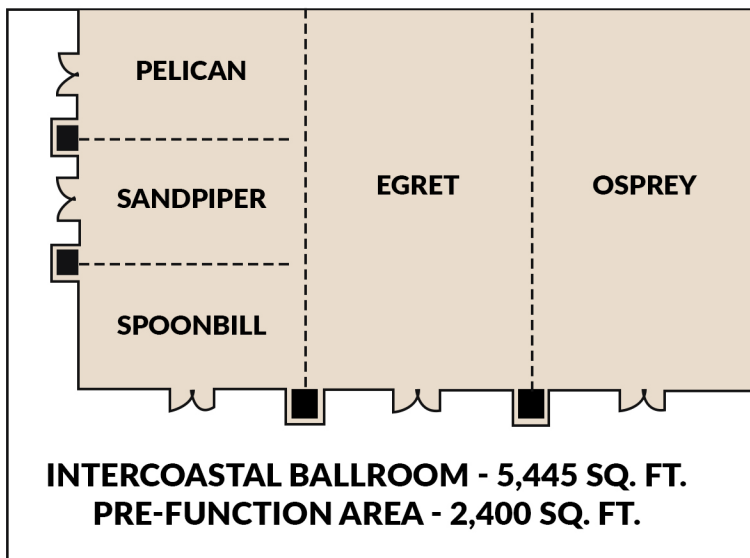 PELICAN
SANDPIPER
EGRET
OSPREY
SPOONBILL
INTERCOASTAL BALLROOM - 5,445 SQ. FT.
PRE-FUNCTION AREA - 2,400 SQ. FT.